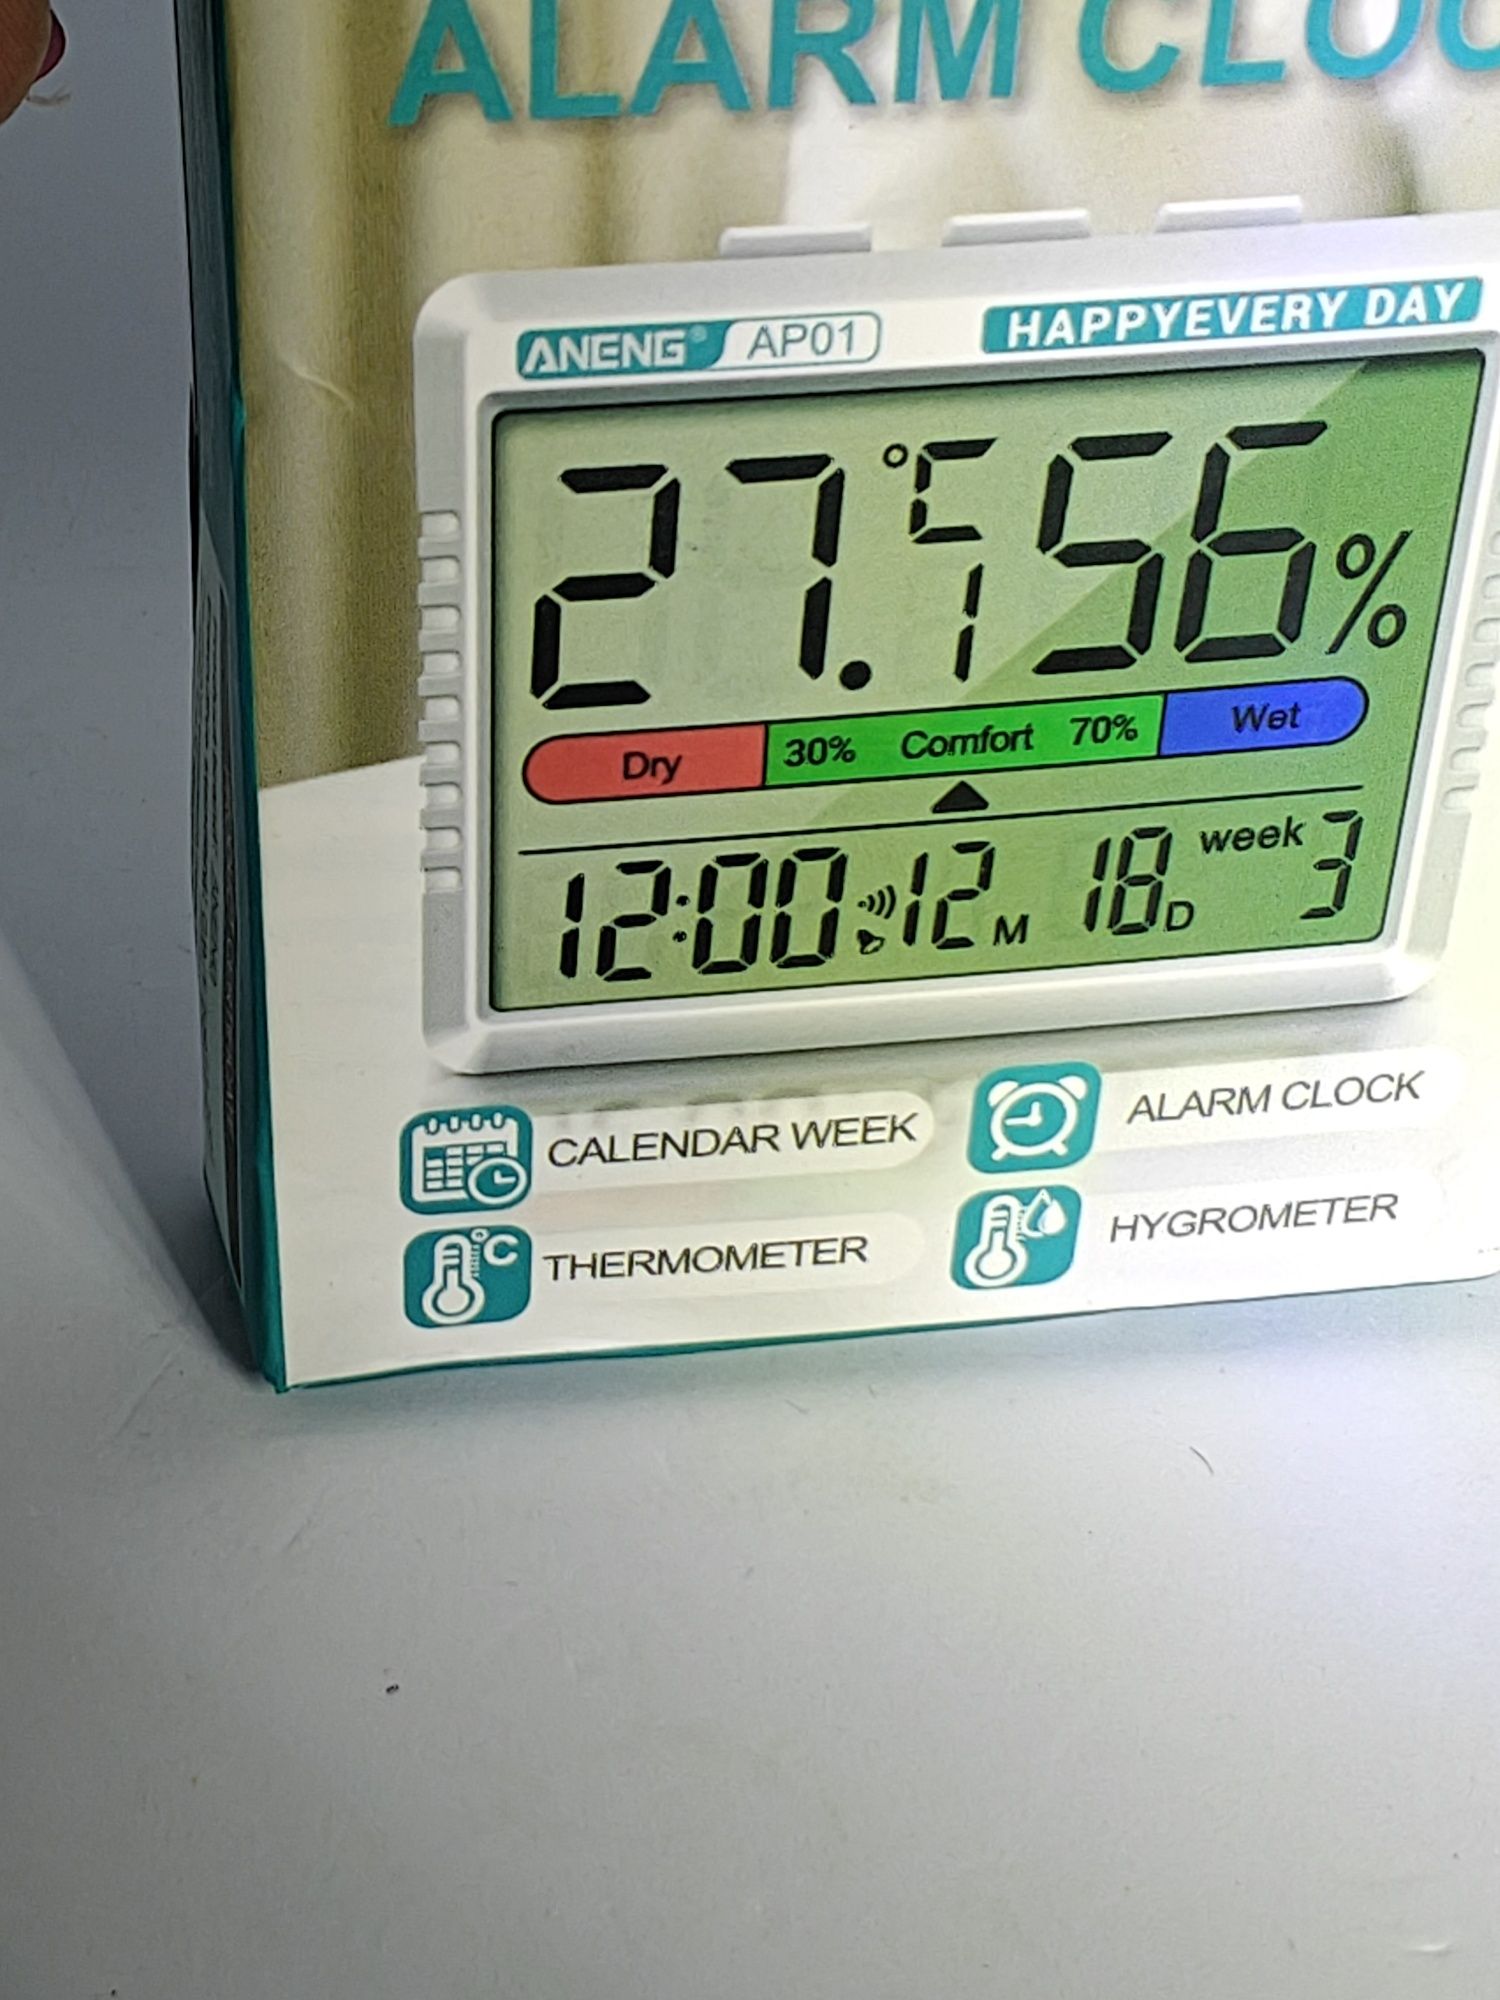 ALARM CLOC
ANENG® AP01
HAPPYEVERY DAY
27.1°C 56%
Dry 30% Comfort 70% Wet
12:00 12 M 18 D week 3
CALENDAR WEEK
ALARM CLOCK
°C THERMOMETER
HYGROMETER